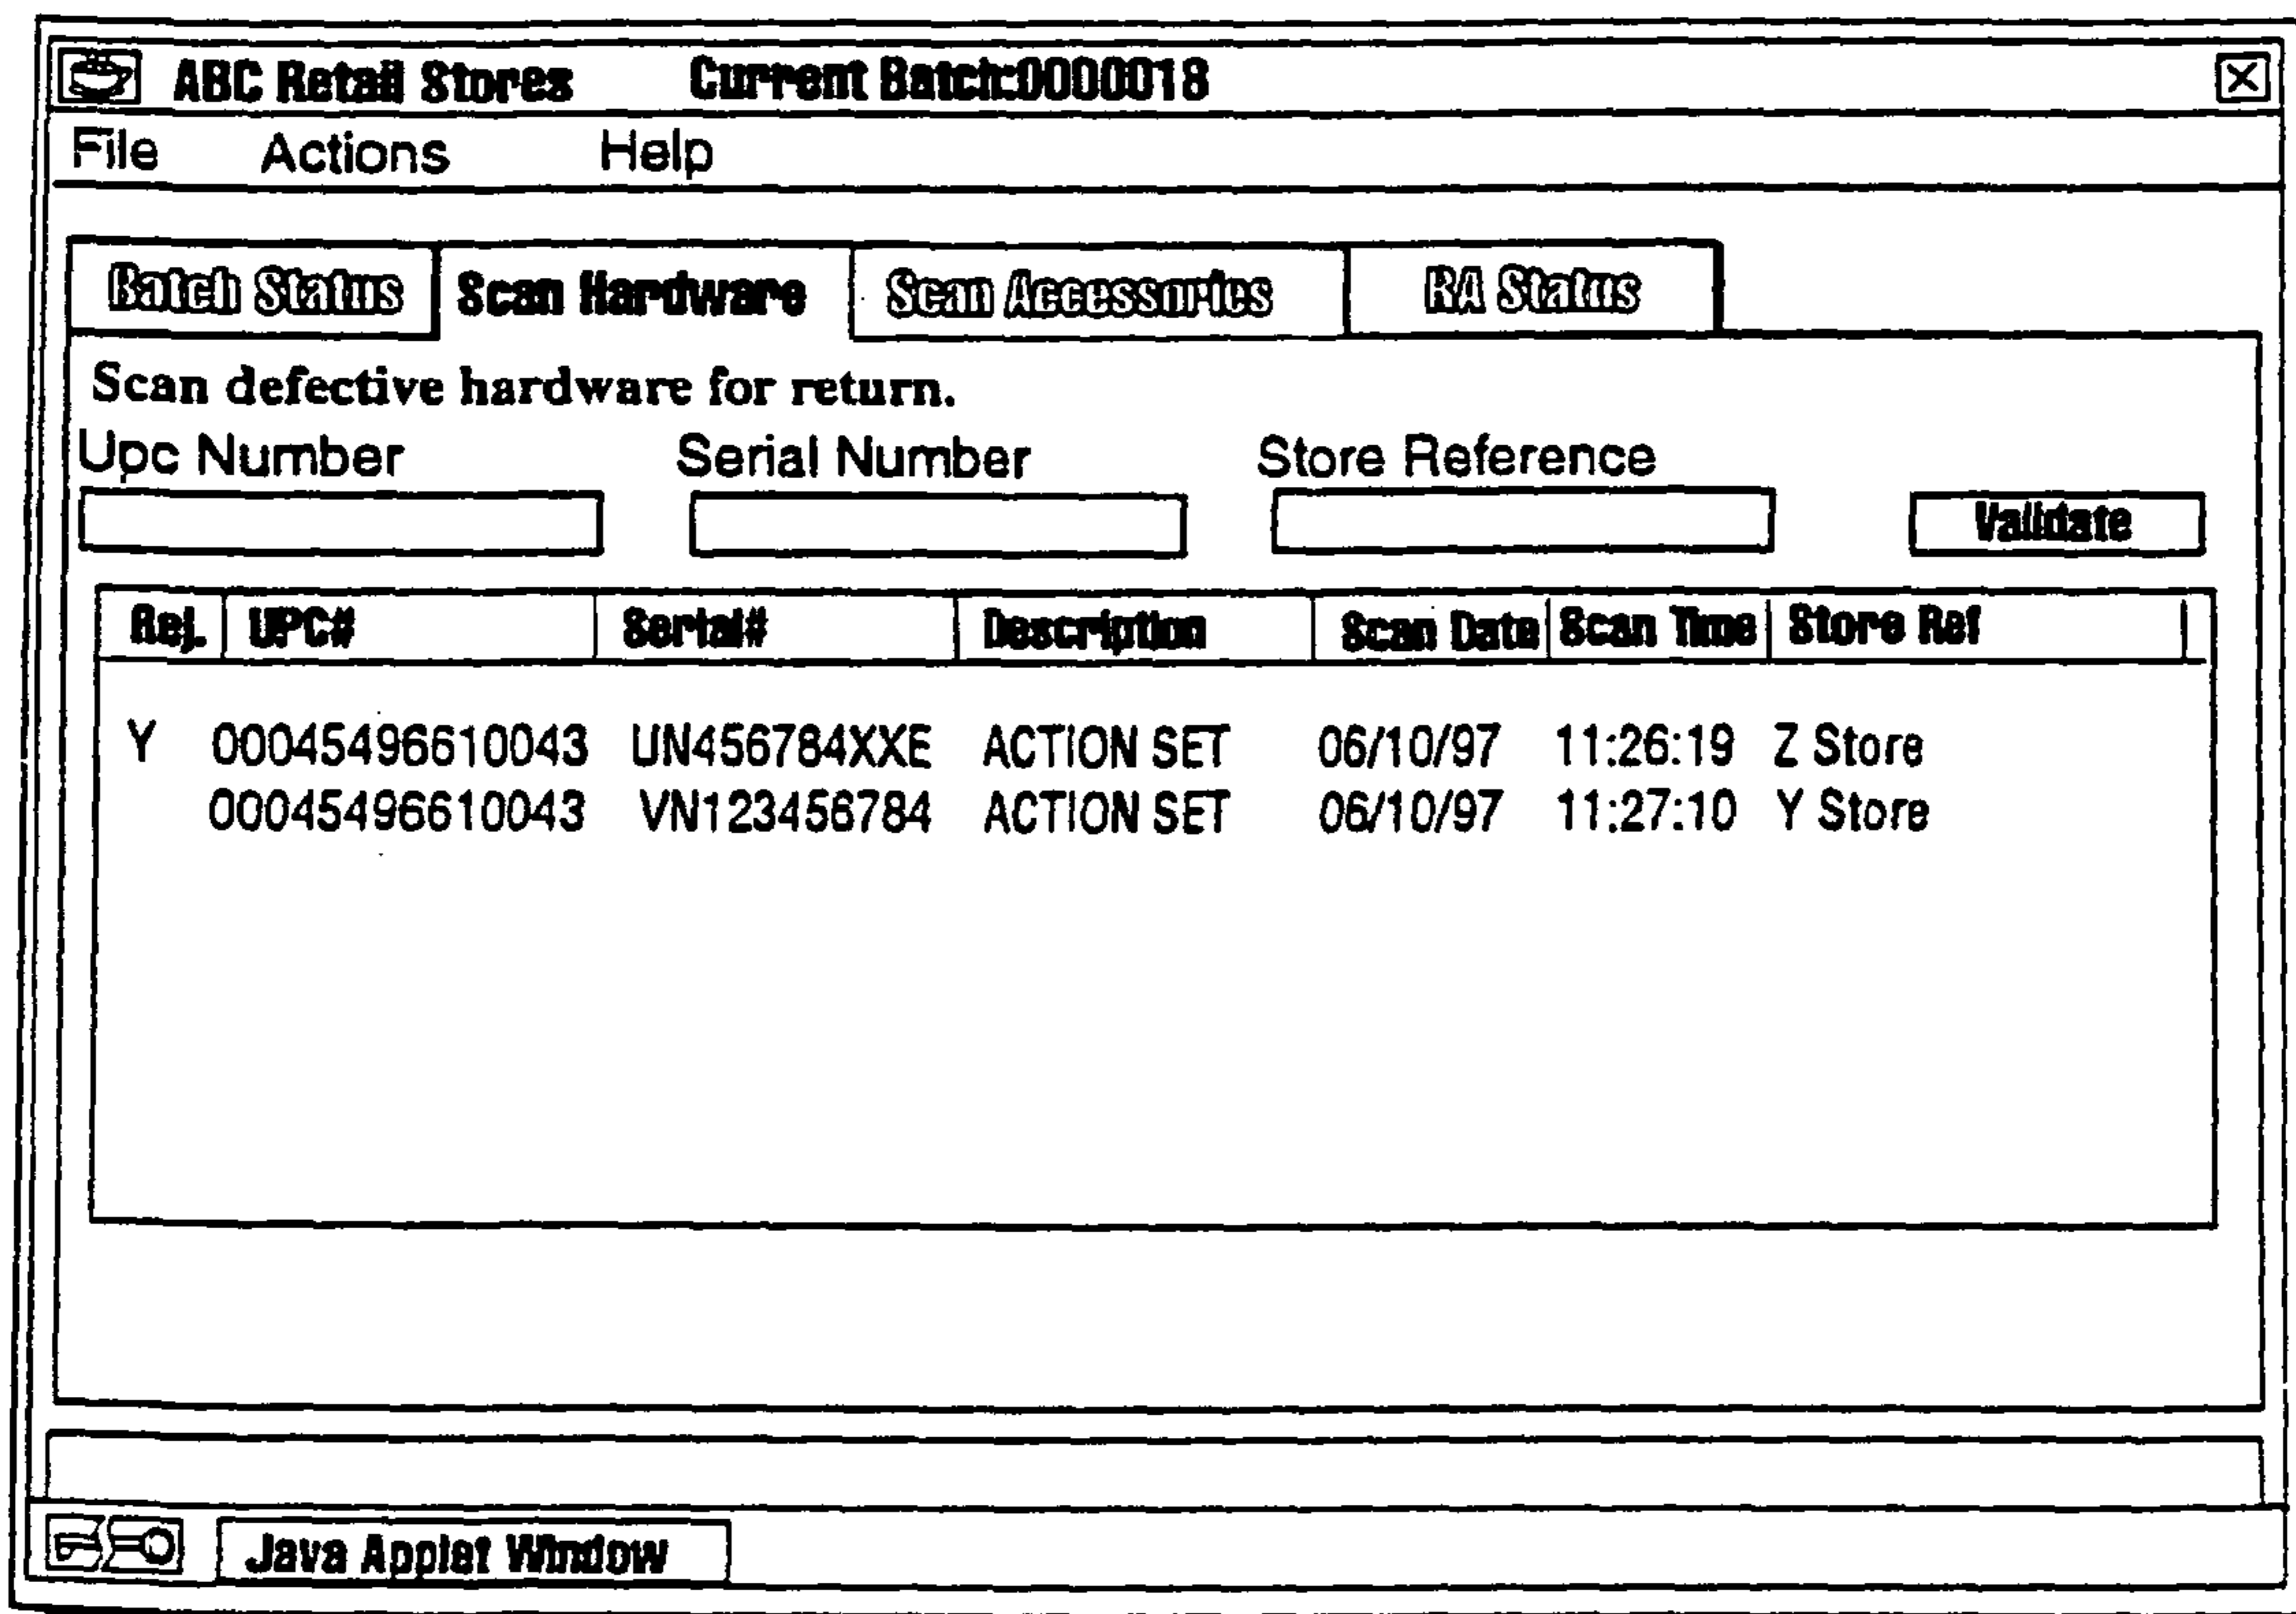 ABC Retail Stores Current Batch:0000018
File Actions Help
Batch Status Scan Hardware Scan Accessories RA Status
Scan defective hardware for return.
Upc Number Serial Number Store Reference
Validate
Rej. UPC# Serial# Description Scan Date Scan Time Store Ref
Y 00045496610043 UN456784XXE ACTION SET 06/10/97 11:26:19 Z Store
00045496610043 VN123456784 ACTION SET 06/10/97 11:27:10 Y Store
Java Applet Window